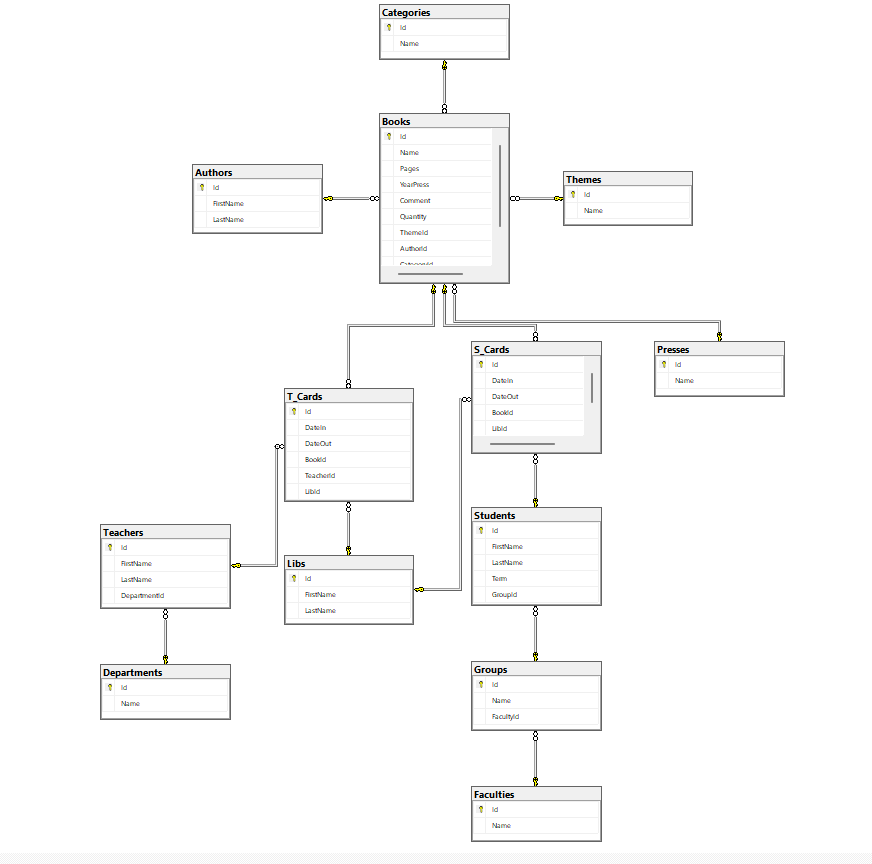 Categories
Id
Name
Books
Id
Name
Pages
YearPress
Comment
Quantity
ThemeId
AuthorId
CategoryId
Authors
Id
FirstName
LastName
Themes
Id
Name
S_Cards
Id
DateIn
DateOut
BookId
LibId
Presses
Id
Name
T_Cards
Id
DateIn
DateOut
BookId
TeacherId
LibId
Students
Id
FirstName
LastName
Term
GroupId
Teachers
Id
FirstName
LastName
DepartmentId
Libs
Id
FirstName
LastName
Departments
Id
Name
Groups
Id
Name
FacultyId
Faculties
Id
Name